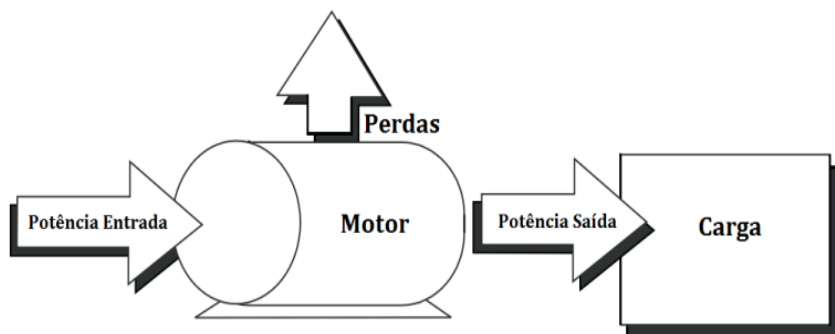 Perdas
Potência Entrada
Motor
Potência Saída
Carga